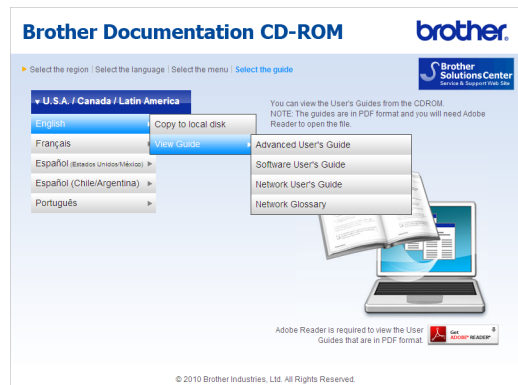 Brother Documentation CD-ROM
brother
Select the region | Select the language | Select the menu | Select the guide
Brother
Solutions Center
Service & Support Web Site
U.S.A. / Canada / Latin America
You can view the User's Guides from the CDROM.
NOTE: The guides are in PDF format and you will need Adobe
Reader to open the file.
English
Copy to local disk
Français
View Guide
Advanced User's Guide
Español (Estados Unidos/México)
Software User's Guide
Español (Chile/Argentina)
Network User's Guide
Português
Network Glossary
Adobe Reader is required to view the User
Guides that are in PDF format.
Get
ADOBE® READER®
© 2010 Brother Industries, Ltd. All Rights Reserved.